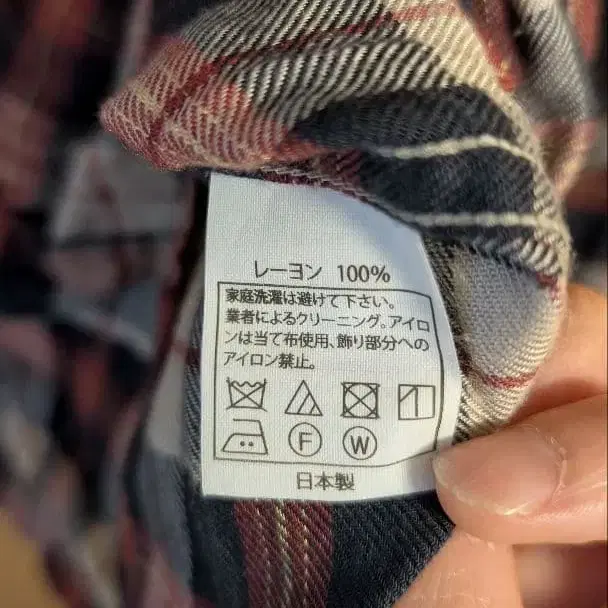 レーヨン 100%
家庭洗濯は避けて下さい。
業者によるクリーニング。アイロ
ンは当て布使用、飾り部分への
アイロン禁止。
F W
日本製